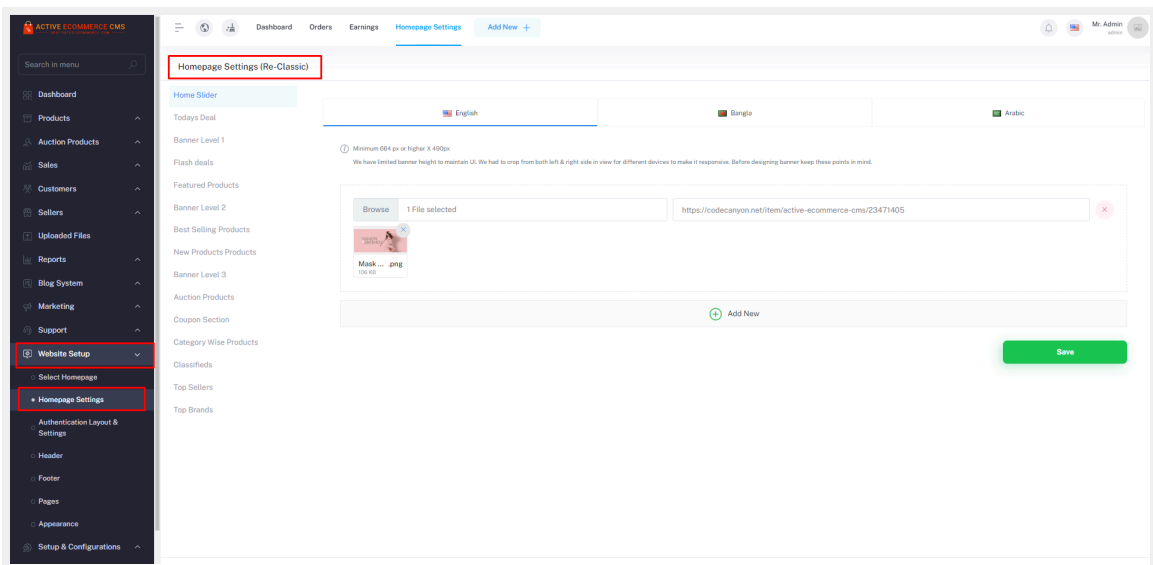 ACTIVE ECOMMERCE CMS
Dashboard
Orders
Earnings
Homepage Settings
Add New +
Mr. Admin
admin
Search in menu
Homepage Settings (Re-Classic)
Dashboard
Products
Auction Products
Sales
Customers
Sellers
Uploaded Files
Reports
Blog System
Marketing
Support
Website Setup
Select Homepage
Homepage Settings
Authentication Layout &
Settings
Header
Footer
Pages
Appearance
Setup & Configurations
Home Slider
Todays Deal
Banner Level 1
Flash deals
Featured Products
Banner Level 2
Best Selling Products
New Products Products
Banner Level 3
Auction Products
Coupon Section
Category Wise Products
Classifieds
Top Sellers
Top Brands
English
Bangla
Arabic
Minimum 664 px or higher X 490px
We have limited banner height to maintain UI. We had to crop from both left & right side in view for different devices to make it responsive. Before designing banner keep these points in mind.
Browse
1 File selected
https://codecanyon.net/item/active-ecommerce-cms/23471405
Mask ... .png
106 KB
Add New
Save